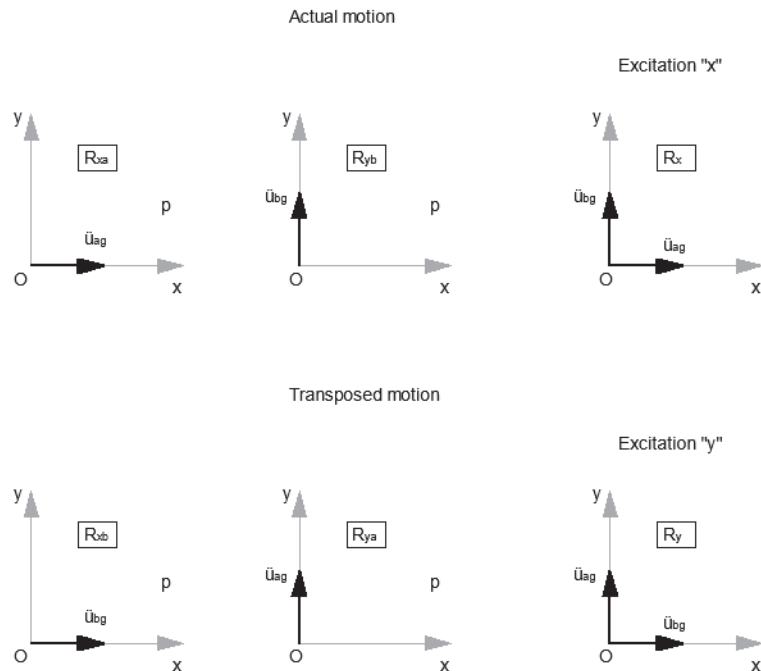 Actual motion
Excitation "x"
y y y
Rxa Ryb Rx
p p
übg übg
üag üag
O O O
x x x
Transposed motion
Excitation "y"
y y y
Rxb Rya Ry
p p
üag üag
übg übg
O O O
x x x